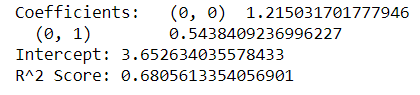 Coefficients:   (0, 0)  1.215031701777946
  (0, 1)        0.5438409236996227
Intercept: 3.652634035578433
R^2 Score: 0.6805613354056901